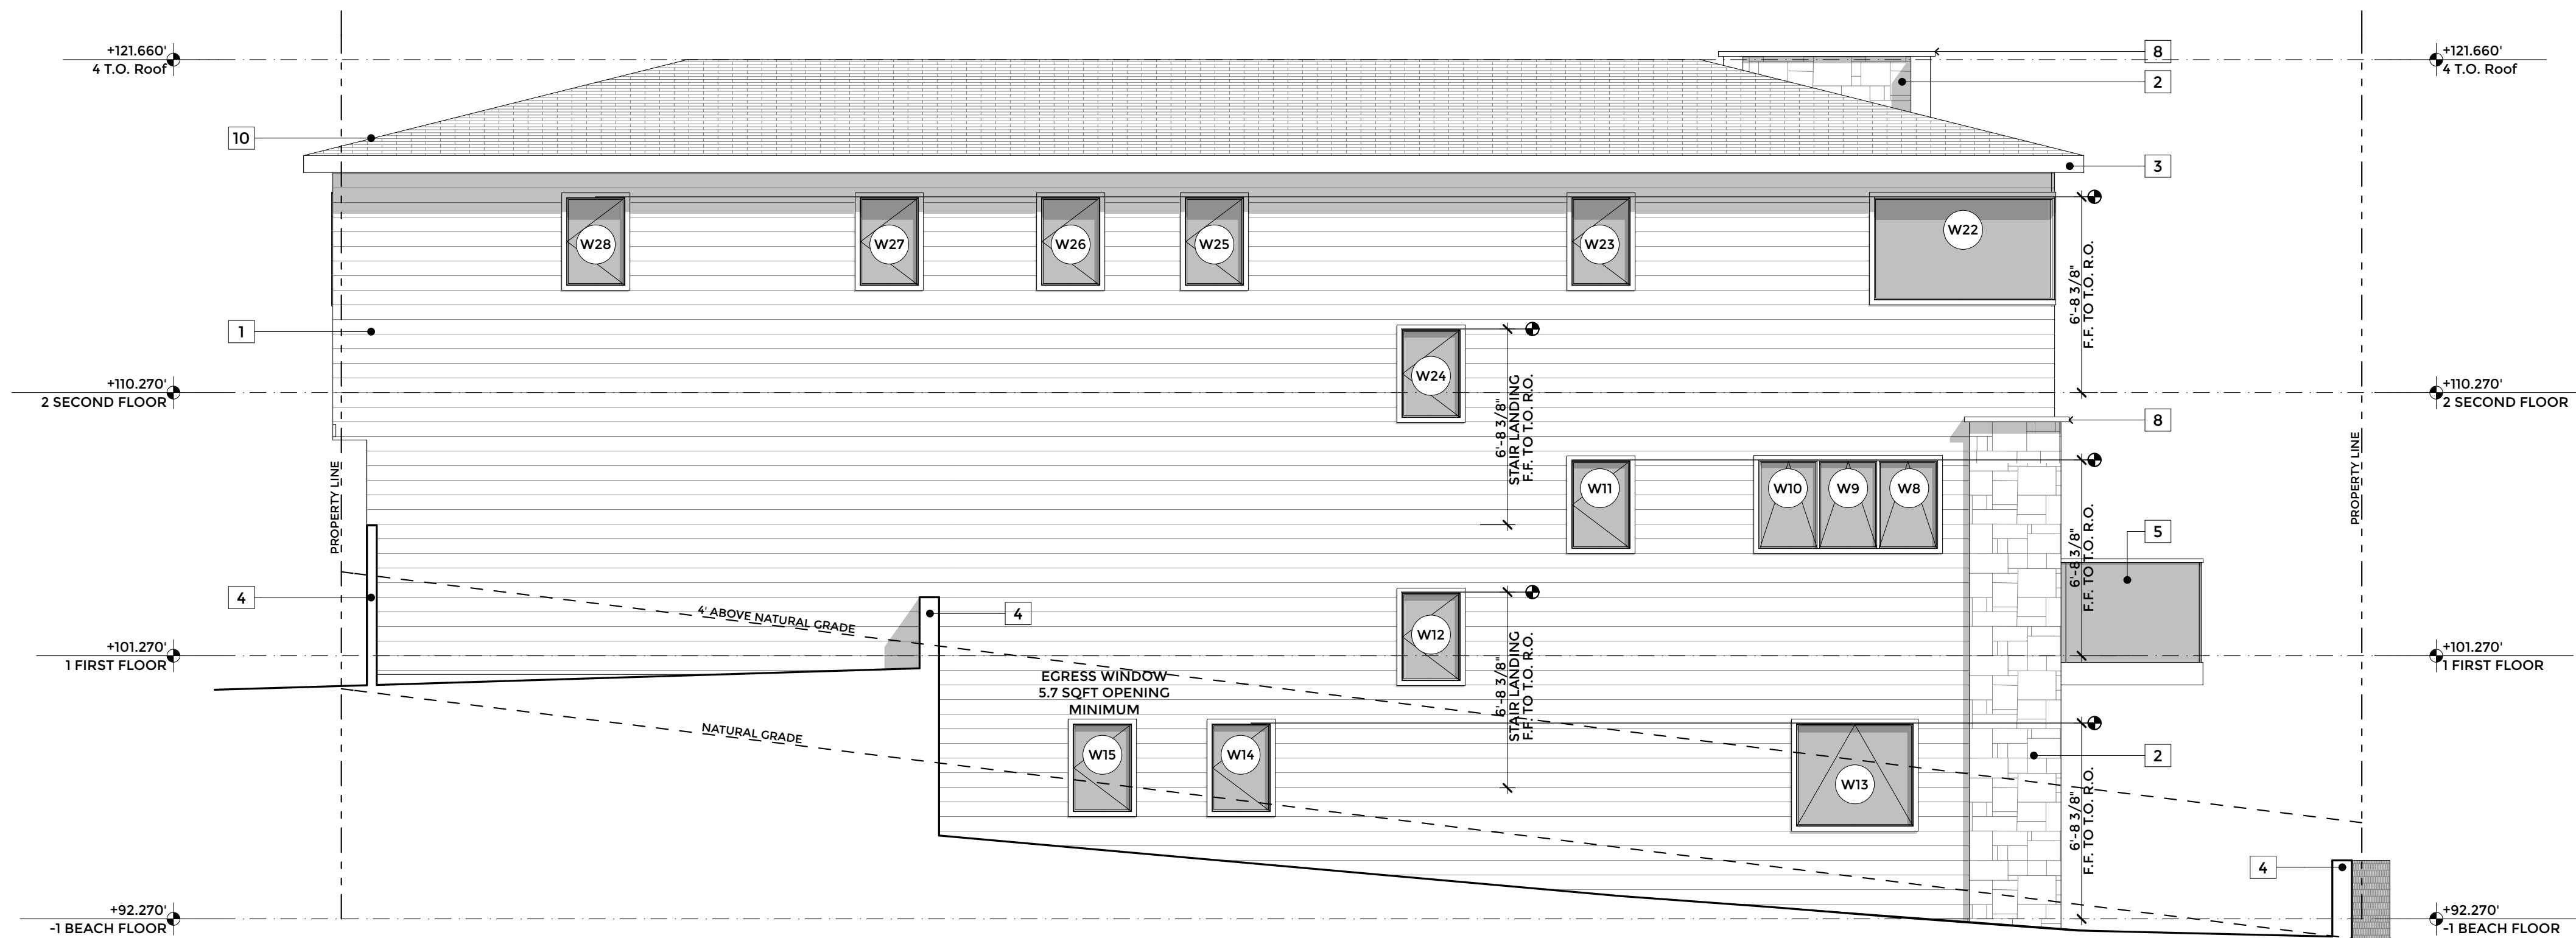 +121.660'
4 T.O. Roof
+121.660'
4 T.O. Roof
8
2
10
3
W28
W27
W26
W25
W23
W22
6'-8 3/8"
F.F. TO T.O. R.O.
1
W24
6'-8 3/8"
STAIR LANDING
F.F. TO T.O. R.O.
+110.270'
2 SECOND FLOOR
+110.270'
2 SECOND FLOOR
8
PROPERTY LINE
PROPERTY LINE
W11
W10
W9
W8
6'-8 3/8"
F.F. TO T.O. R.O.
5
4
4' ABOVE NATURAL GRADE
4
W12
6'-8 3/8"
STAIR LANDING
F.F. TO T.O. R.O.
+101.270'
1 FIRST FLOOR
+101.270'
1 FIRST FLOOR
EGRESS WINDOW
5.7 SQFT OPENING
MINIMUM
NATURAL GRADE
W15
W14
W13
2
6'-8 3/8"
F.F. TO T.O. R.O.
4
+92.270'
-1 BEACH FLOOR
+92.270'
-1 BEACH FLOOR